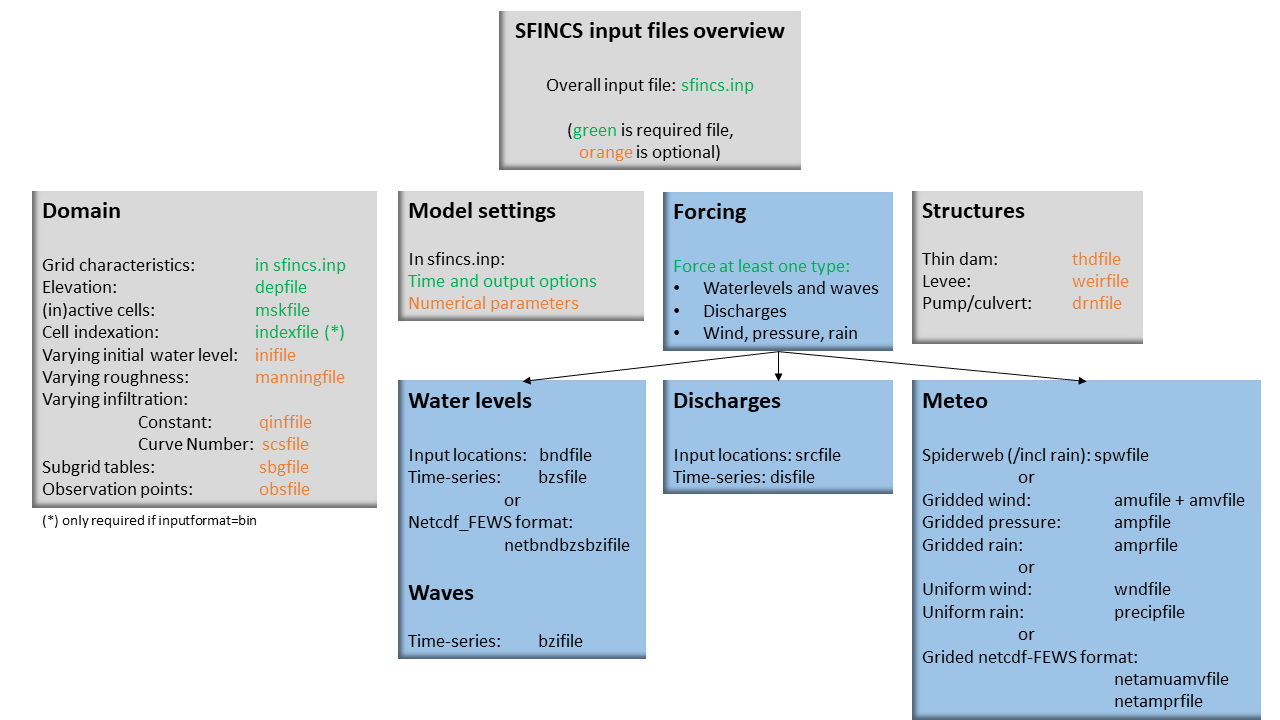 SFINCS input files overview
Overall input file: sfincs.inp
(green is required file,
orange is optional)
Domain
Grid characteristics: in sfincs.inp
Elevation: depfile
(in)active cells: mskfile
Cell indexation: indexfile (*)
Varying initial water level: inifile
Varying roughness: manningfile
Varying infiltration:
Constant: qinffile
Curve Number: scsfile
Subgrid tables: sbgfile
Observation points: obsfile
(*) only required if inputformat=bin
Model settings
In sfincs.inp:
Time and output options
Numerical parameters
Forcing
Force at least one type:
• Waterlevels and waves
• Discharges
• Wind, pressure, rain
Structures
Thin dam: thdfile
Levee: weirfile
Pump/culvert: drnfile
Water levels
Input locations: bndfile
Time-series: bzsfile
or
Netcdf_FEWS format:
netbndbzsbzifile
Waves
Time-series: bzifile
Discharges
Input locations: srcfile
Time-series: disfile
Meteo
Spiderweb (/incl rain): spwfile
or
Gridded wind: amufile + amvfile
Gridded pressure: ampfile
Gridded rain: amprfile
or
Uniform wind: wndfile
Uniform rain: precipfile
or
Grided netcdf-FEWS format:
netamuamvfile
netamprfile